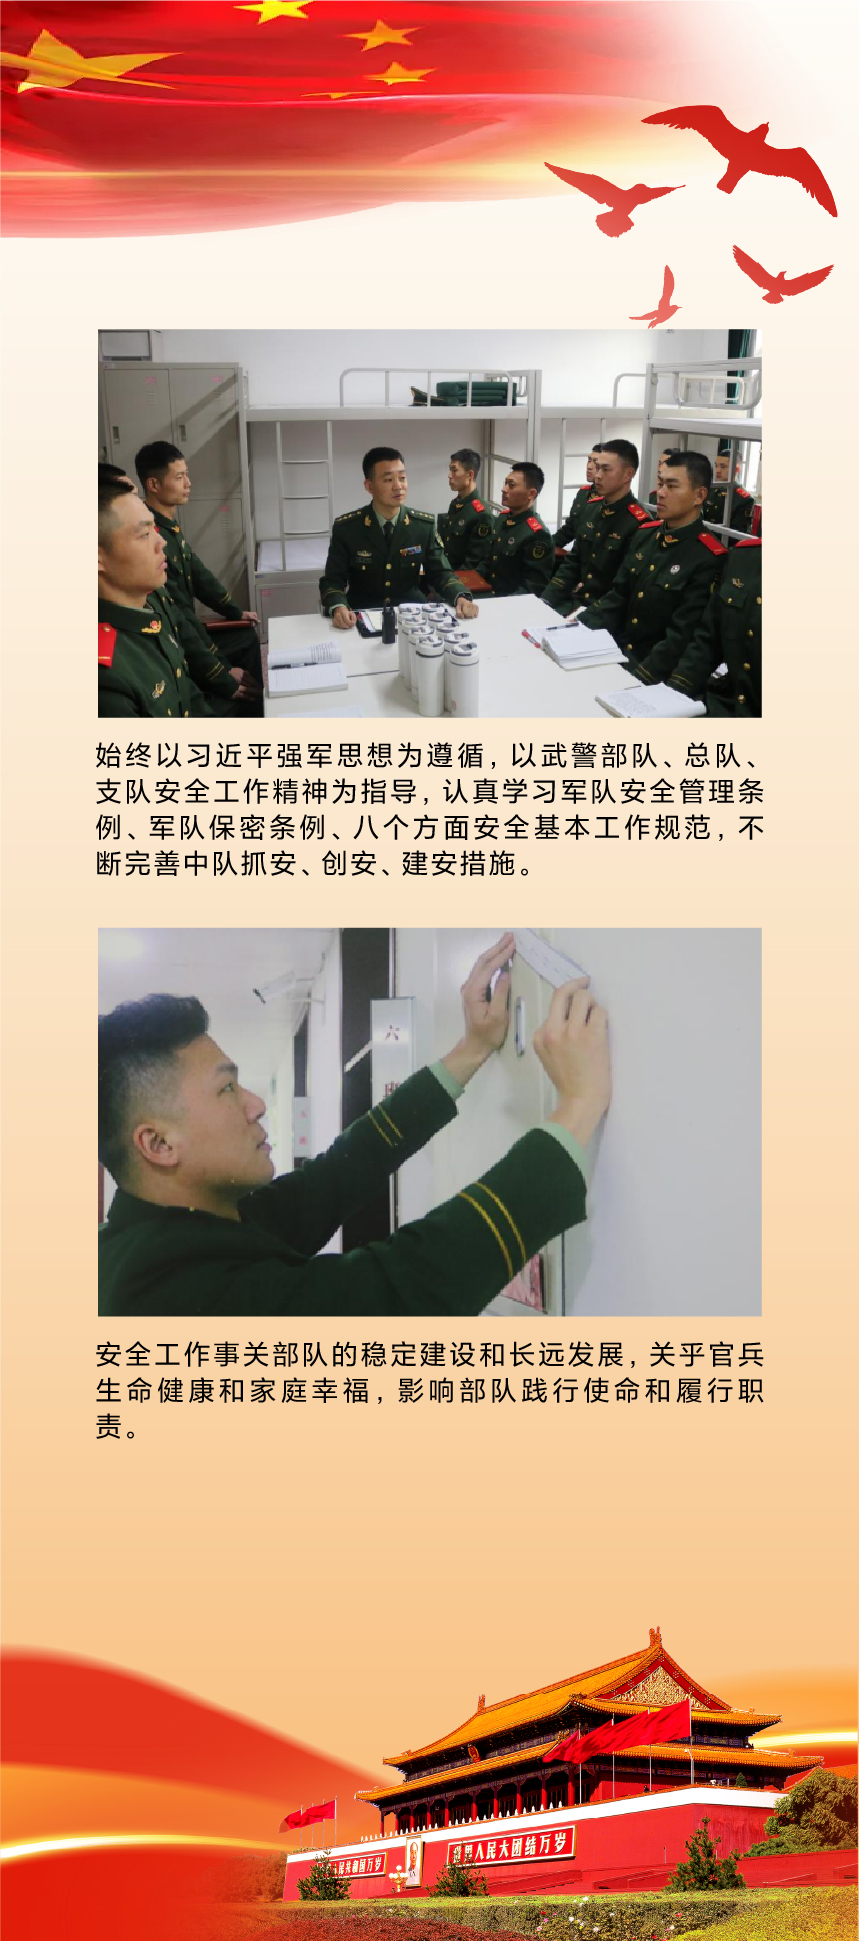 始终以习近平强军思想为遵循，以武警部队、总队、
支队安全工作精神为指导，认真学习军队安全管理条
例、军队保密条例、八个方面安全基本工作规范，不
断完善中队抓安、创安、建安措施。
六
安全工作事关部队的稳定建设和长远发展，关乎官兵
生命健康和家庭幸福，影响部队践行使命和履行职
责。
人民共和国万岁
世界人民大团结万岁